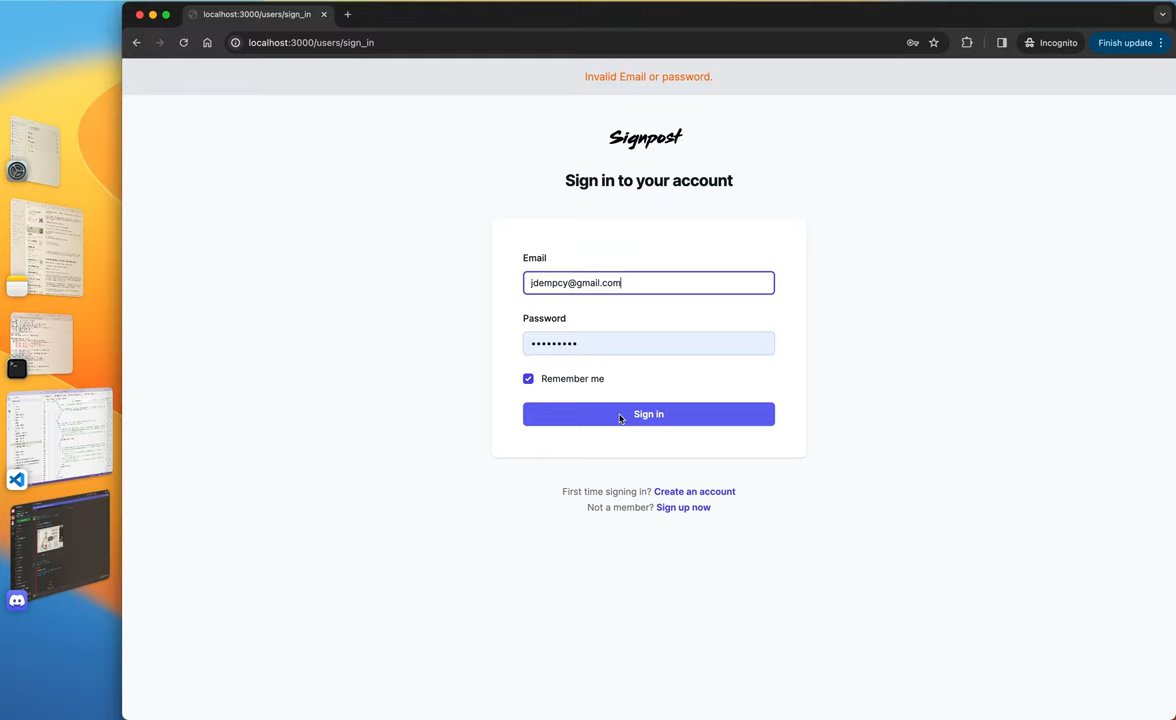 localhost:3000/users/sign_in
localhost:3000/users/sign_in
Incognito
Finish update
Invalid Email or password.
Signpost
Sign in to your account
Email
jdempcy@gmail.com
Password
Remember me
Sign in
First time signing in? Create an account
Not a member? Sign up now